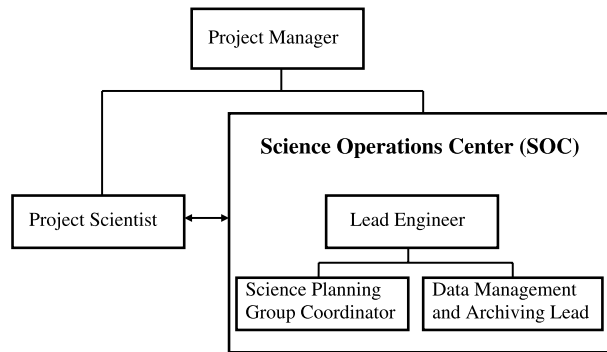 Project Manager
Science Operations Center (SOC)
Project Scientist
Lead Engineer
Science Planning
Group Coordinator
Data Management
and Archiving Lead